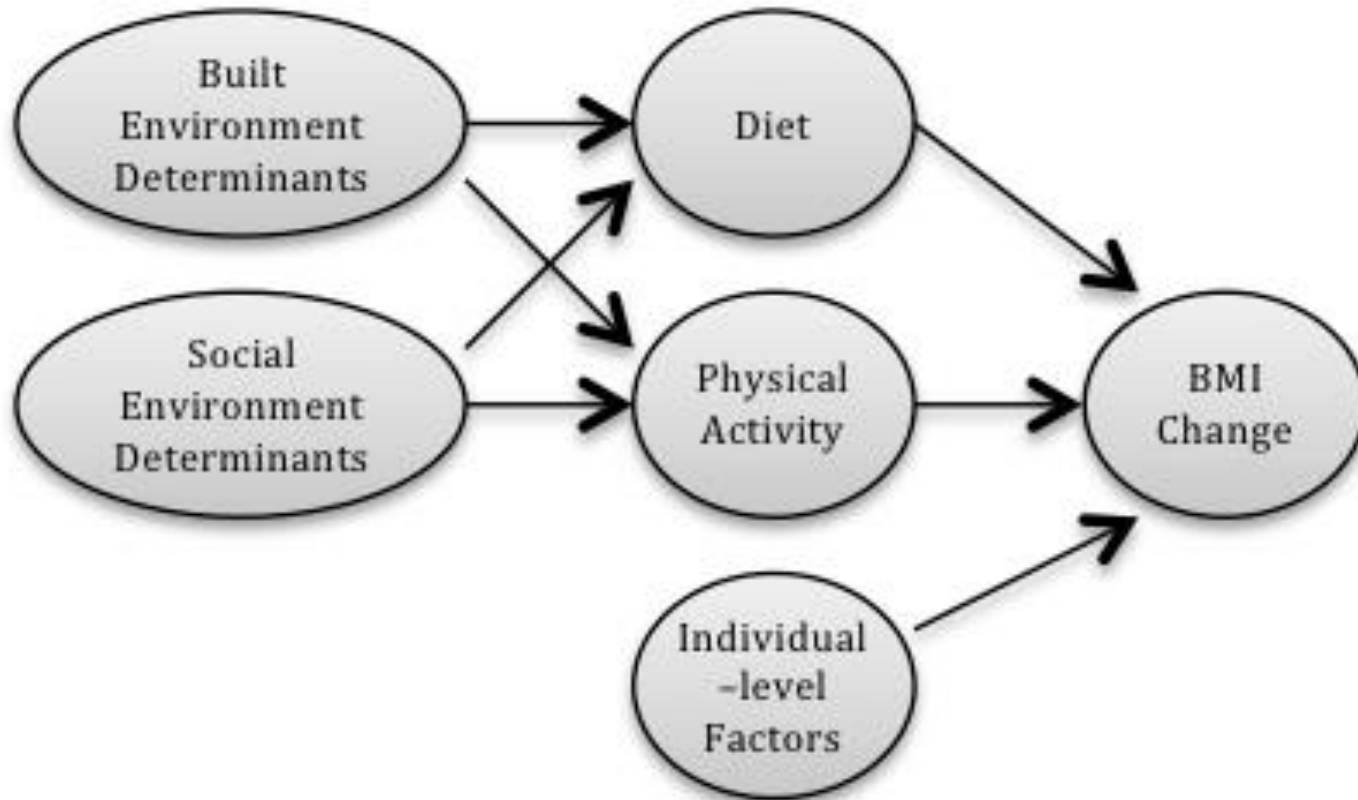 Built
Environment
Determinants
Diet
Social
Environment
Determinants
Physical
Activity
BMI
Change
Individual
–level
Factors